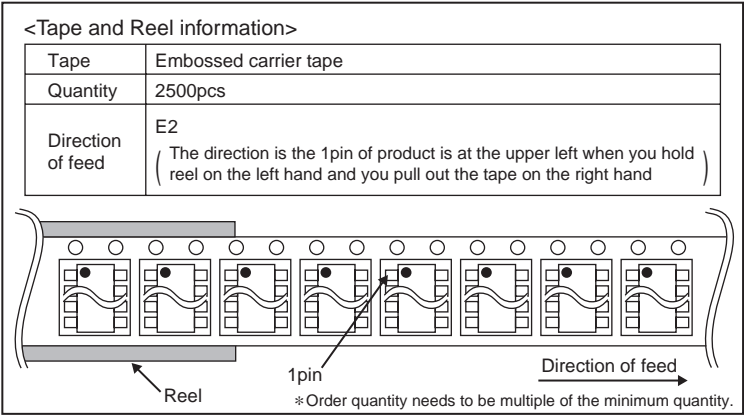 <Tape and Reel information>
Tape Embossed carrier tape
Quantity 2500pcs
Direction of feed E2
( The direction is the 1pin of product is at the upper left when you hold
reel on the left hand and you pull out the tape on the right hand )
Reel
1pin
Direction of feed
*Order quantity needs to be multiple of the minimum quantity.